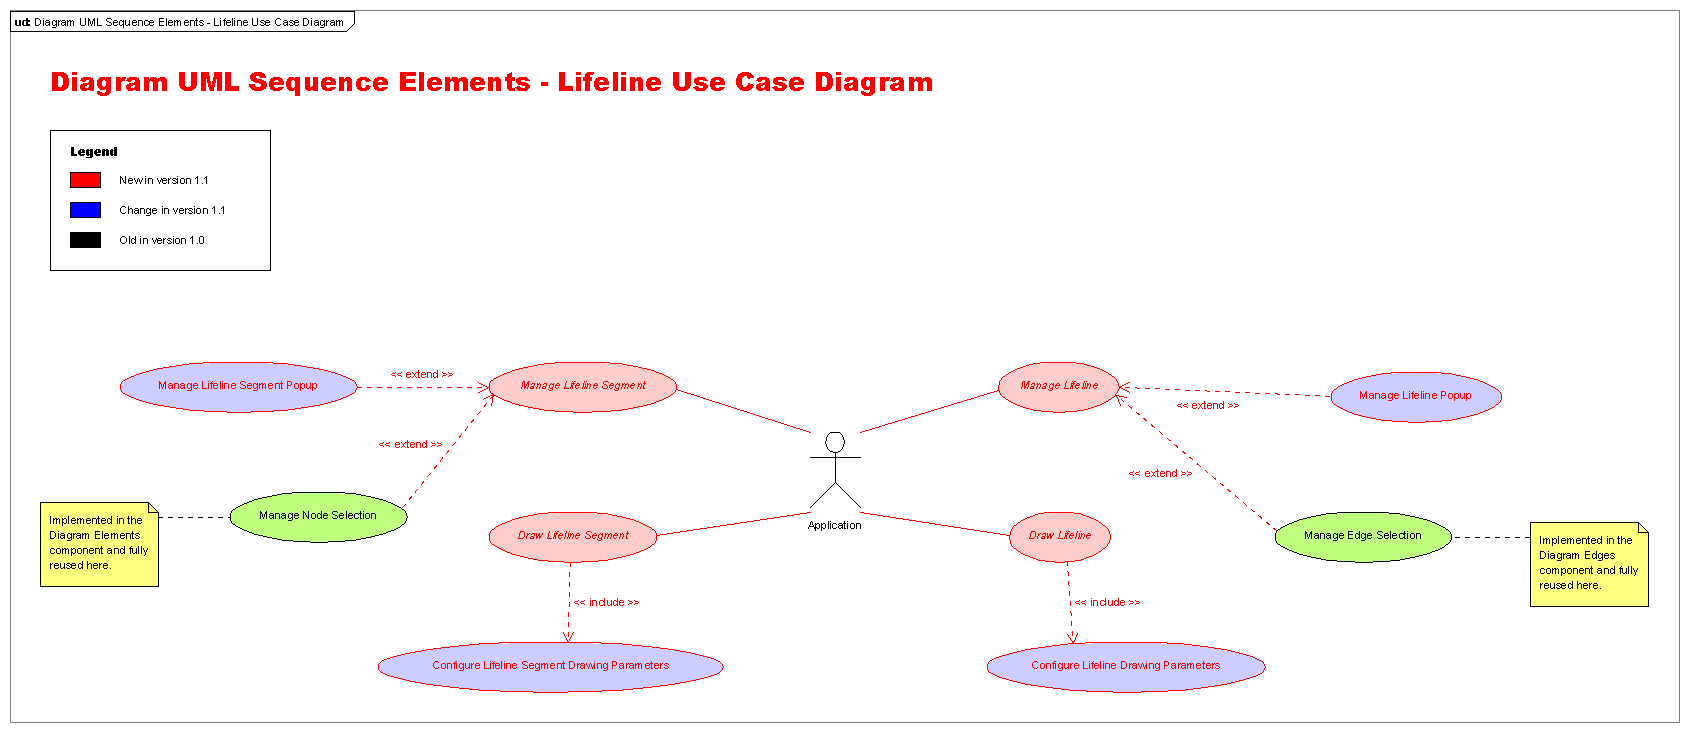 ud: Diagram UML Sequence Elements - Lifeline Use Case Diagram
Diagram UML Sequence Elements - Lifeline Use Case Diagram
Legend
New in version 1.1
Change in version 1.1
Old in version 1.0
Manage Lifeline Segment Popup
<< extend >>
Manage Lifeline Segment
Manage Lifeline
<< extend >>
Manage Lifeline Popup
<< extend >>
<< extend >>
Implemented in the
Diagram Elements
component and fully
reused here.
Manage Node Selection
Draw Lifeline Segment
Application
Draw Lifeline
Manage Edge Selection
Implemented in the
Diagram Edges
component and fully
reused here.
<< include >>
<< include >>
Configure Lifeline Segment Drawing Parameters
Configure Lifeline Drawing Parameters